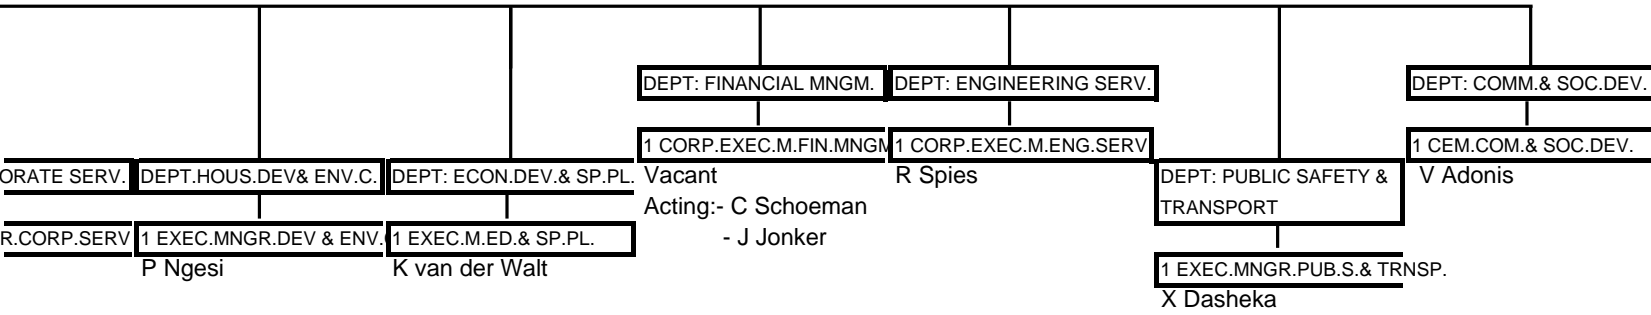 DEPT: FINANCIAL MNGM.
DEPT: ENGINEERING SERV.
DEPT: COMM.& SOC.DEV.
1 CORP.EXEC.M.FIN.MNGM
1 CORP.EXEC.M.ENG.SERV
1 CEM.COM.& SOC.DEV.
ORATE SERV.
DEPT.HOUS.DEV& ENV.C.
DEPT: ECON.DEV.& SP.PL.
Vacant
R Spies
DEPT: PUBLIC SAFETY &
TRANSPORT
V Adonis
Acting:- C Schoeman
- J Jonker
R.CORP.SERV
1 EXEC.MNGR.DEV & ENV.
1 EXEC.M.ED.& SP.PL.
P Ngesi
K van der Walt
1 EXEC.MNGR.PUB.S.& TRNSP.
X Dasheka